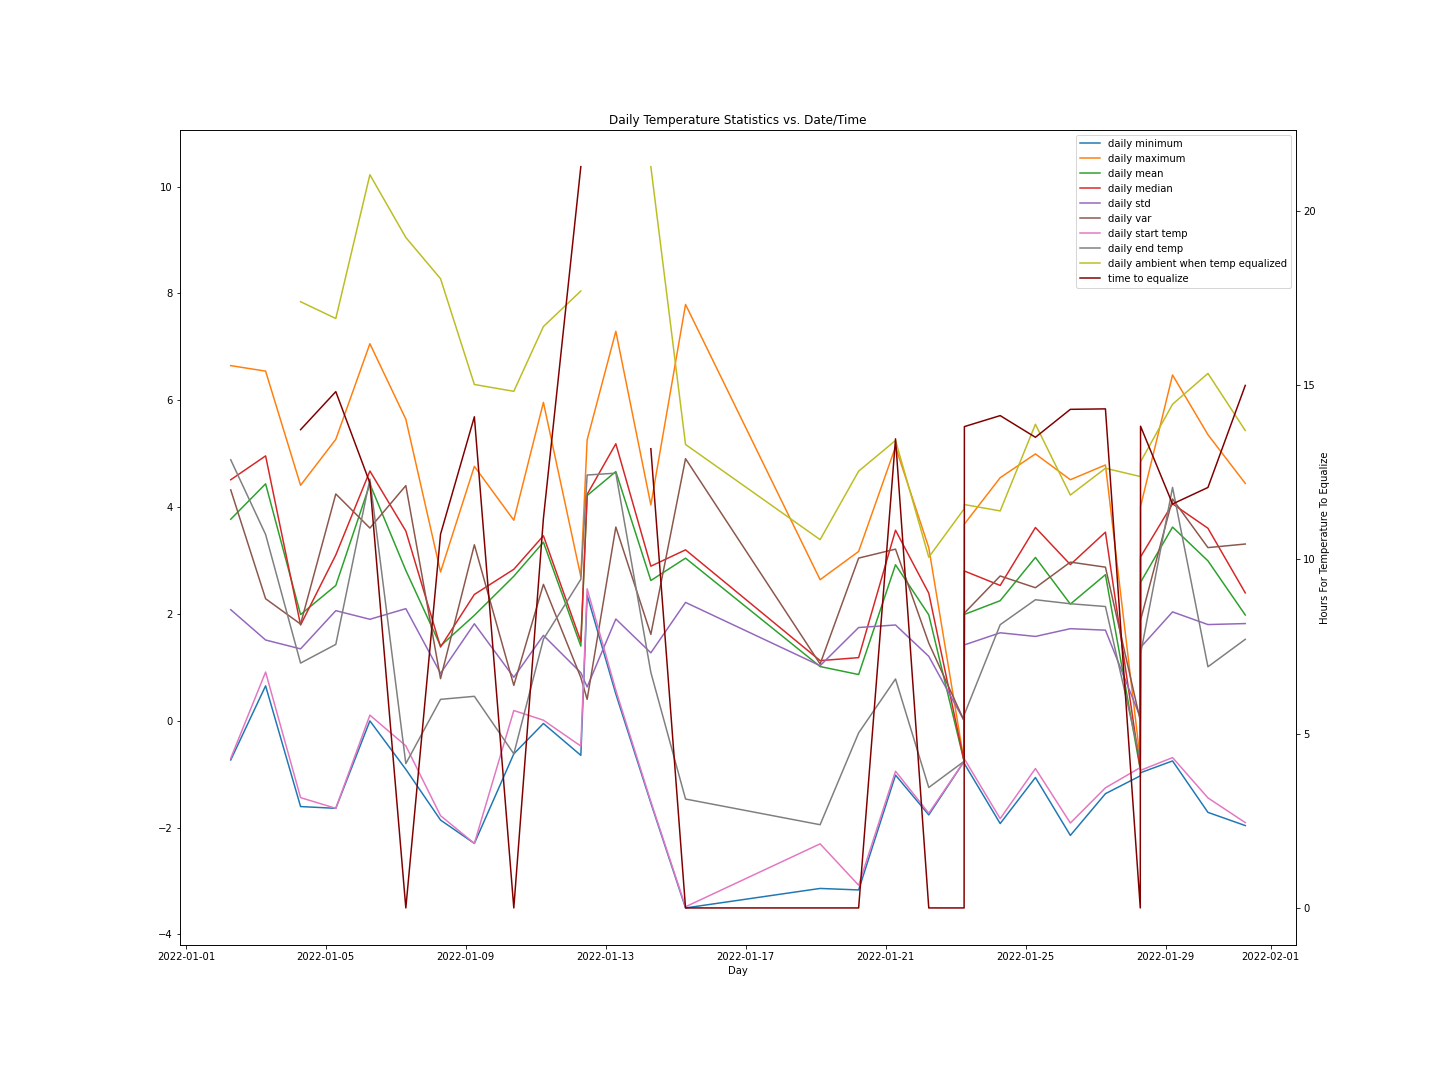 Daily Temperature Statistics vs. Date/Time
daily minimum
daily maximum
daily mean
daily median
daily std
daily var
daily start temp
daily end temp
daily ambient when temp equalized
time to equalize
10
8
6
4
2
0
−2
−4
20
15
10
5
0
Hours For Temperature To Equalize
2022-01-01
2022-01-05
2022-01-09
2022-01-13
2022-01-17
2022-01-21
2022-01-25
2022-01-29
2022-02-01
Day